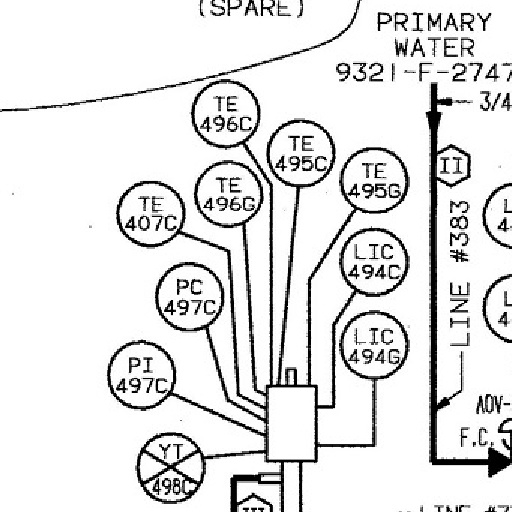 (SPARE)
PRIMARY
WATER
9321-F-2747
3/4
TE
496C
TE
495C
TE
495G
TE
496G
TE
407C
II
LINE #383
LIC
494C
PC
497C
LIC
494G
PI
497C
AOV-
F.C.
YT
498C
III
LINE #7